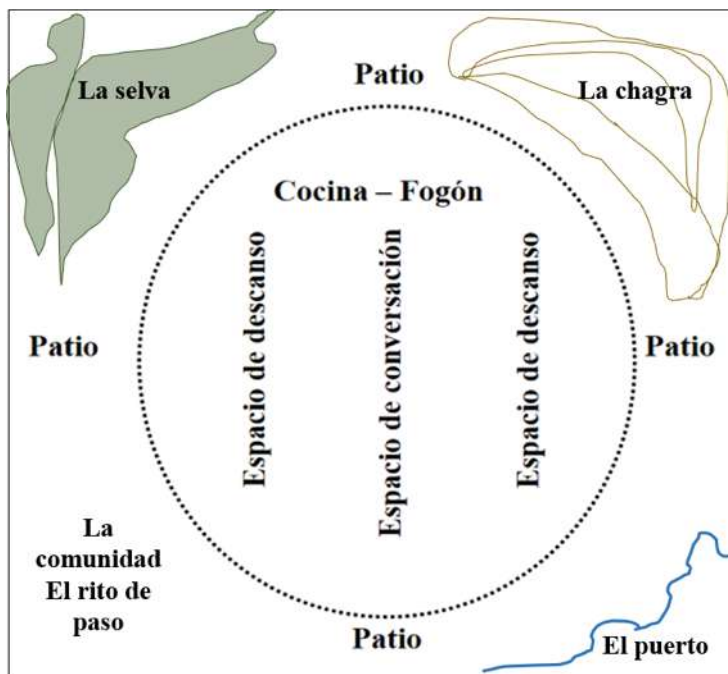 La selva
Patio
La chagra
Cocina – Fogón
Espacio de descanso
Espacio de conversación
Espacio de descanso
Patio
Patio
La
comunidad
El rito de
paso
Patio
El puerto